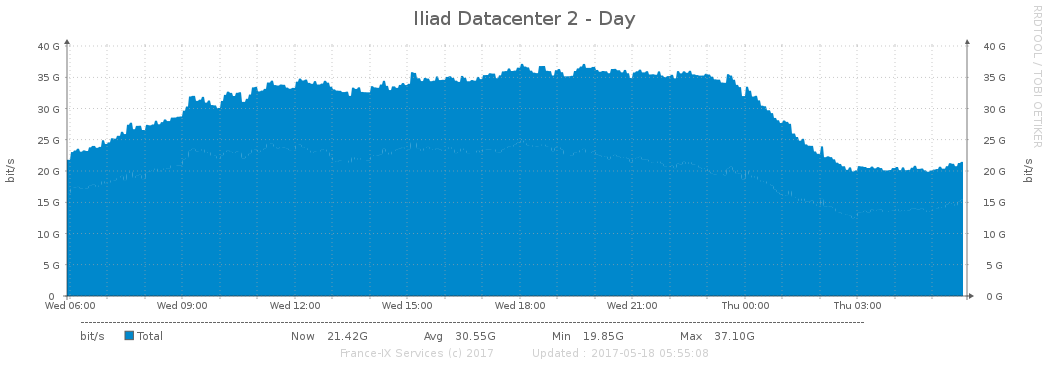 Iliad Datacenter 2 - Day
RRDTOOL / TOBI OETIKER
bit/s
bit/s
40 G 40 G
35 G 35 G
30 G 30 G
25 G 25 G
20 G 20 G
15 G 15 G
10 G 10 G
5 G 5 G
0 0 G
Wed 06:00 Wed 09:00 Wed 12:00 Wed 15:00 Wed 18:00 Wed 21:00 Thu 00:00 Thu 03:00
bit/s Total Now 21.42G Avg 30.55G Min 19.85G Max 37.10G
France-IX Services (c) 2017 Updated : 2017-05-18 05:55:08